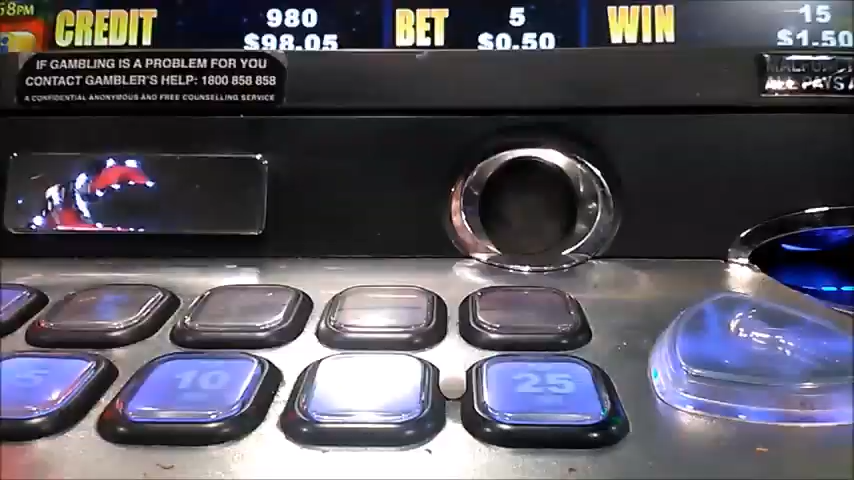 58PM
CREDIT 980 BET 5 WIN 15
$98.05 $0.50 $1.50
IF GAMBLING IS A PROBLEM FOR YOU
CONTACT GAMBLER'S HELP: 1800 858 858
A CONFIDENTIAL ANONYMOUS AND FREE COUNSELLING SERVICE
ALL PAYS A
5
10
25